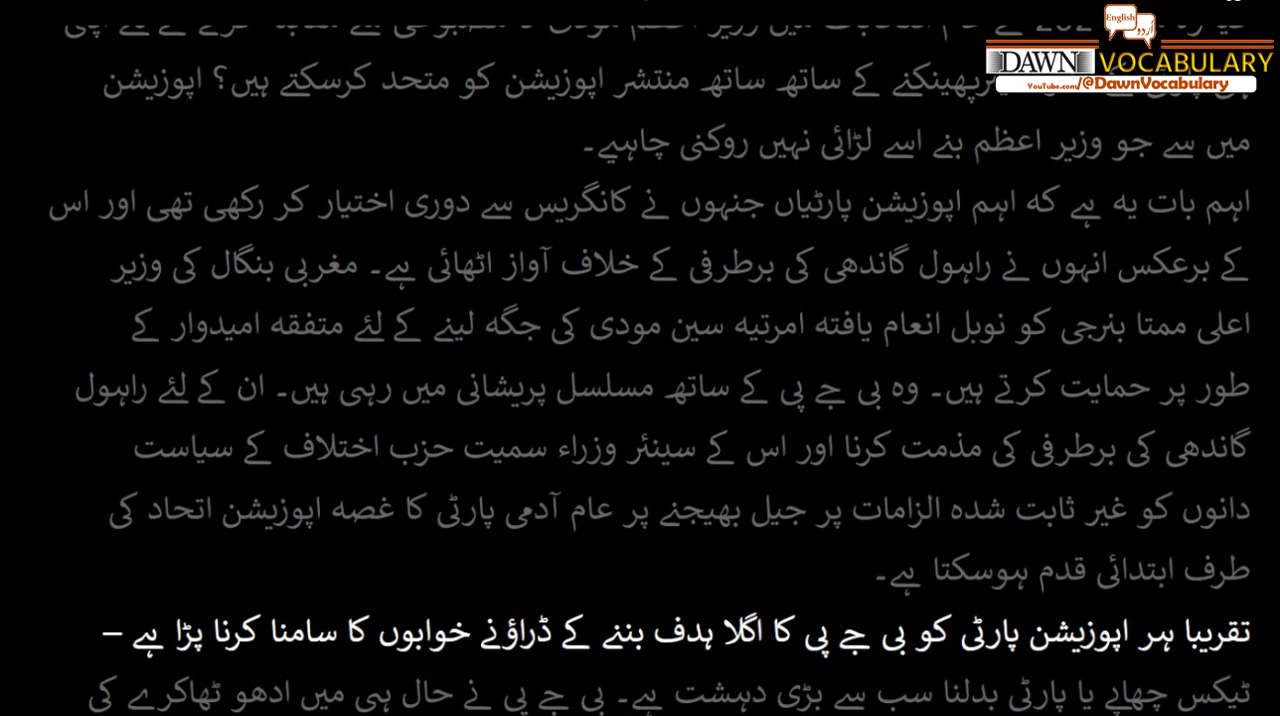 English
اردو
DAWN VOCABULARY
YouTube.com/@DawnVocabulary
کے ساتھ ساتھ منتشر اپوزیشن کو متحد کرسکتے ہیں؟ اپوزیشن
میں سے جو وزیر اعظم بنے اسے لڑائی نہیں روکنی چاہیے۔
اہم بات یہ ہے کہ اہم اپوزیشن پارٹیاں جنہوں نے کانگریس سے دوری اختیار کر رکھی تھی اور اس
کے برعکس انہوں نے راہول گاندھی کی برطرفی کے خلاف آواز اٹھائی ہے۔ مغربی بنگال کی وزیر
اعلی ممتا بنرجی کو نوبل انعام یافتہ امرتیہ سین مودی کی جگہ لینے کے لئے متفقہ امیدوار کے
طور پر حمایت کرتے ہیں۔ وہ بی جے پی کے ساتھ مسلسل پریشانی میں رہی ہیں۔ ان کے لئے راہول
گاندھی کی برطرفی کی مذمت کرنا اور اس کے سینئر وزراء سمیت حزب اختلاف کے سیاست
دانوں کو غیر ثابت شدہ الزامات پر جیل بھیجنے پر عام آدمی پارٹی کا غصہ اپوزیشن اتحاد کی
طرف ابتدائی قدم ہوسکتا ہے۔
تقریبا ہر اپوزیشن پارٹی کو بی جے پی کا اگلا ہدف بننے کے ڈراؤنے خوابوں کا سامنا کرنا پڑا ہے –
ٹیکس چھاپے یا پارٹی بدلنا سب سے بڑی دہشت ہے۔ بی جے پی نے حال ہی میں ادھو ٹھاکرے کی